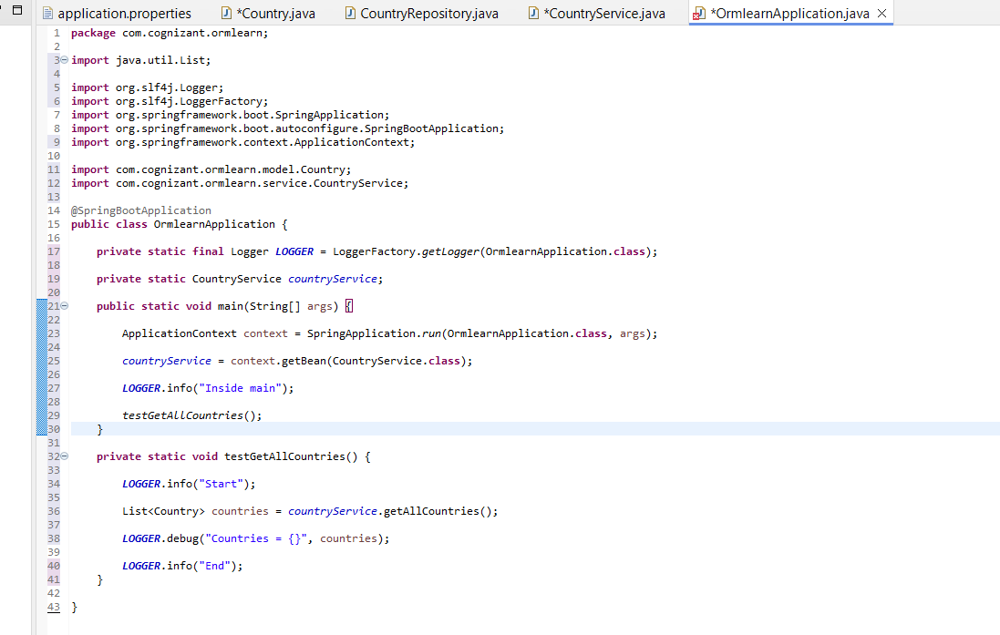 application.properties *Country.java CountryRepository.java *CountryService.java *OrmlearnApplication.java
1 package com.cognizant.ormlearn;
2
3 import java.util.List;
4
5 import org.slf4j.Logger;
6 import org.slf4j.LoggerFactory;
7 import org.springframework.boot.SpringApplication;
8 import org.springframework.boot.autoconfigure.SpringBootApplication;
9 import org.springframework.context.ApplicationContext;
10
11 import com.cognizant.ormlearn.model.Country;
12 import com.cognizant.ormlearn.service.CountryService;
13
14 @SpringBootApplication
15 public class OrmlearnApplication {
16
17     private static final Logger LOGGER = LoggerFactory.getLogger(OrmlearnApplication.class);
18
19     private static CountryService countryService;
20
21     public static void main(String[] args) {
22
23         ApplicationContext context = SpringApplication.run(OrmlearnApplication.class, args);
24
25         countryService = context.getBean(CountryService.class);
26
27         LOGGER.info("Inside main");
28
29         testGetAllCountries();
30     }
31
32     private static void testGetAllCountries() {
33
34         LOGGER.info("Start");
35
36         List<Country> countries = countryService.getAllCountries();
37
38         LOGGER.debug("Countries = {}", countries);
39
40         LOGGER.info("End");
41     }
42
43 }